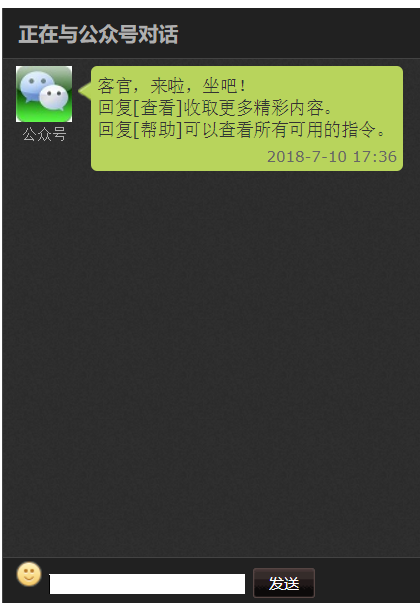 正在与公众号对话
客官，来啦，坐吧！
回复[查看]收取更多精彩内容。
回复[帮助]可以查看所有可用的指令。
公众号
2018-7-10 17:36
发送